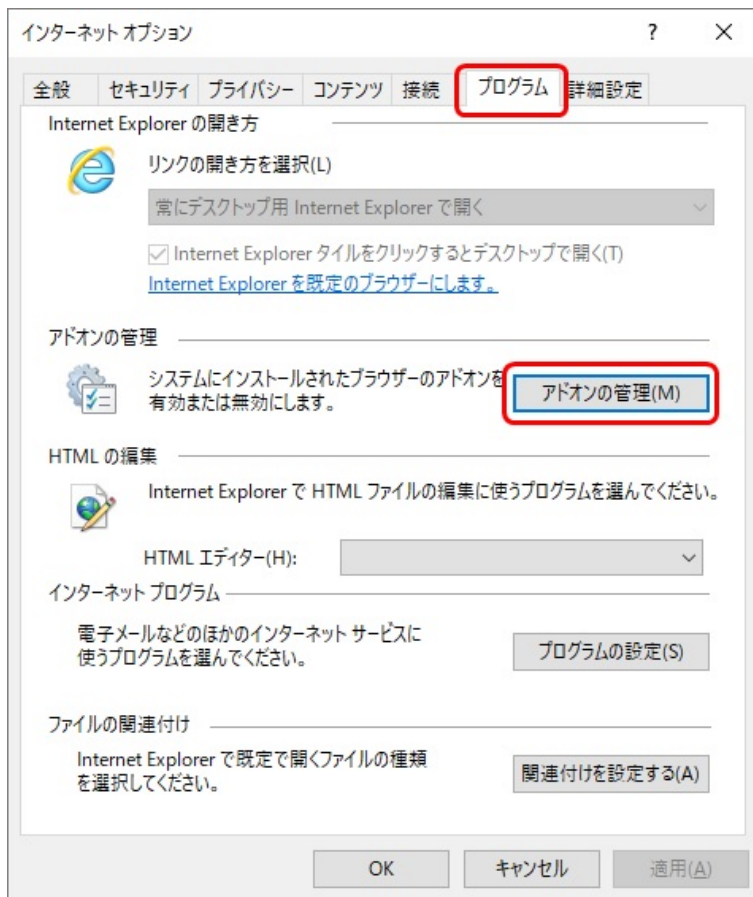 インターネット オプション
?
×
全般 セキュリティ プライバシー コンテンツ 接続 プログラム 詳細設定
Internet Explorer の開き方
リンクの開き方を選択(L)
常にデスクトップ用 Internet Explorer で開く
Internet Explorer タイルをクリックするとデスクトップで開く(T)
Internet Explorer を既定のブラウザーにします。
アドオンの管理
システムにインストールされたブラウザーのアドオンを
有効または無効にします。
アドオンの管理(M)
HTML の編集
Internet Explorer で HTML ファイルの編集に使うプログラムを選んでください。
HTML エディター(H):
インターネット プログラム
電子メールなどのほかのインターネット サービスに
使うプログラムを選んでください。
プログラムの設定(S)
ファイルの関連付け
Internet Explorer で既定で開くファイルの種類
を選択してください。
関連付けを設定する(A)
OK キャンセル 適用(A)